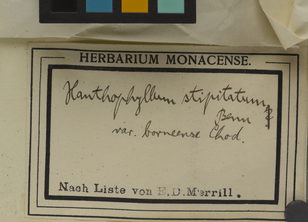 HERBARIUM MONACENSE.
Xanthophyllum stipitatum
Benn
var. borneense Chod.
Nach Liste von E.D.Merrill.